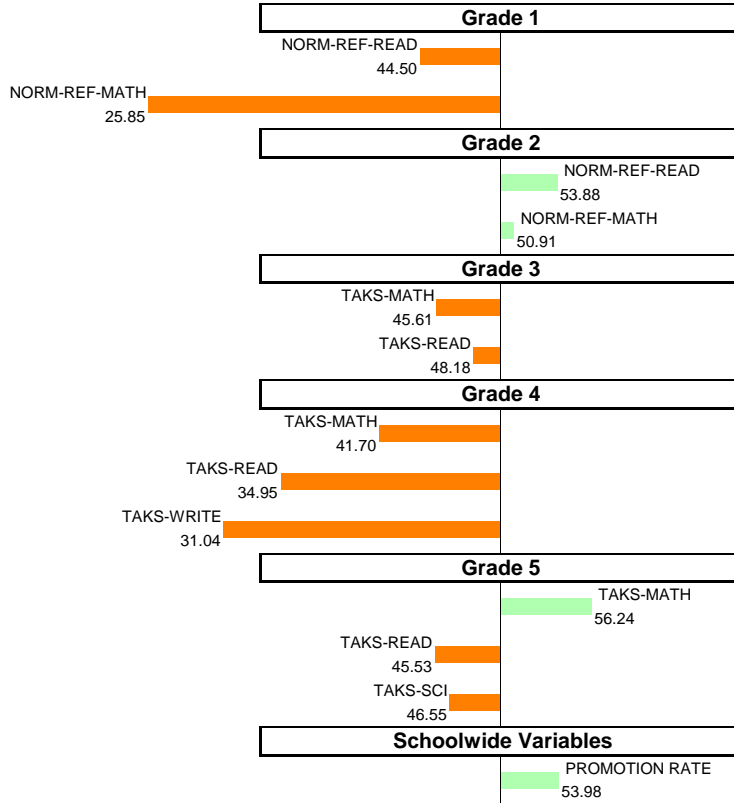 Grade 1
NORM-REF-READ
44.50
NORM-REF-MATH
25.85
Grade 2
NORM-REF-READ
53.88
NORM-REF-MATH
50.91
Grade 3
TAKS-MATH
45.61
TAKS-READ
48.18
Grade 4
TAKS-MATH
41.70
TAKS-READ
34.95
TAKS-WRITE
31.04
Grade 5
TAKS-MATH
56.24
TAKS-READ
45.53
TAKS-SCI
46.55
Schoolwide Variables
PROMOTION RATE
53.98